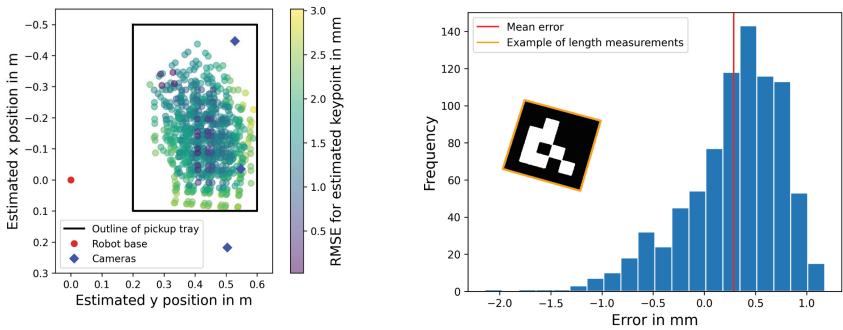 −0.5
−0.4
−0.3
−0.2
−0.1
0.0
0.1
0.2
0.3
Estimated x position in m
Outline of pickup tray
Robot base
Cameras
0.0 0.1 0.2 0.3 0.4 0.5 0.6
Estimated y position in m
3.0
2.5
2.0
1.5
1.0
0.5
RMSE for estimated keypoint in mm
140
120
100
80
60
40
20
0
Frequency
Mean error
Example of length measurements
−2.0 −1.5 −1.0 −0.5 0.0 0.5 1.0
Error in mm